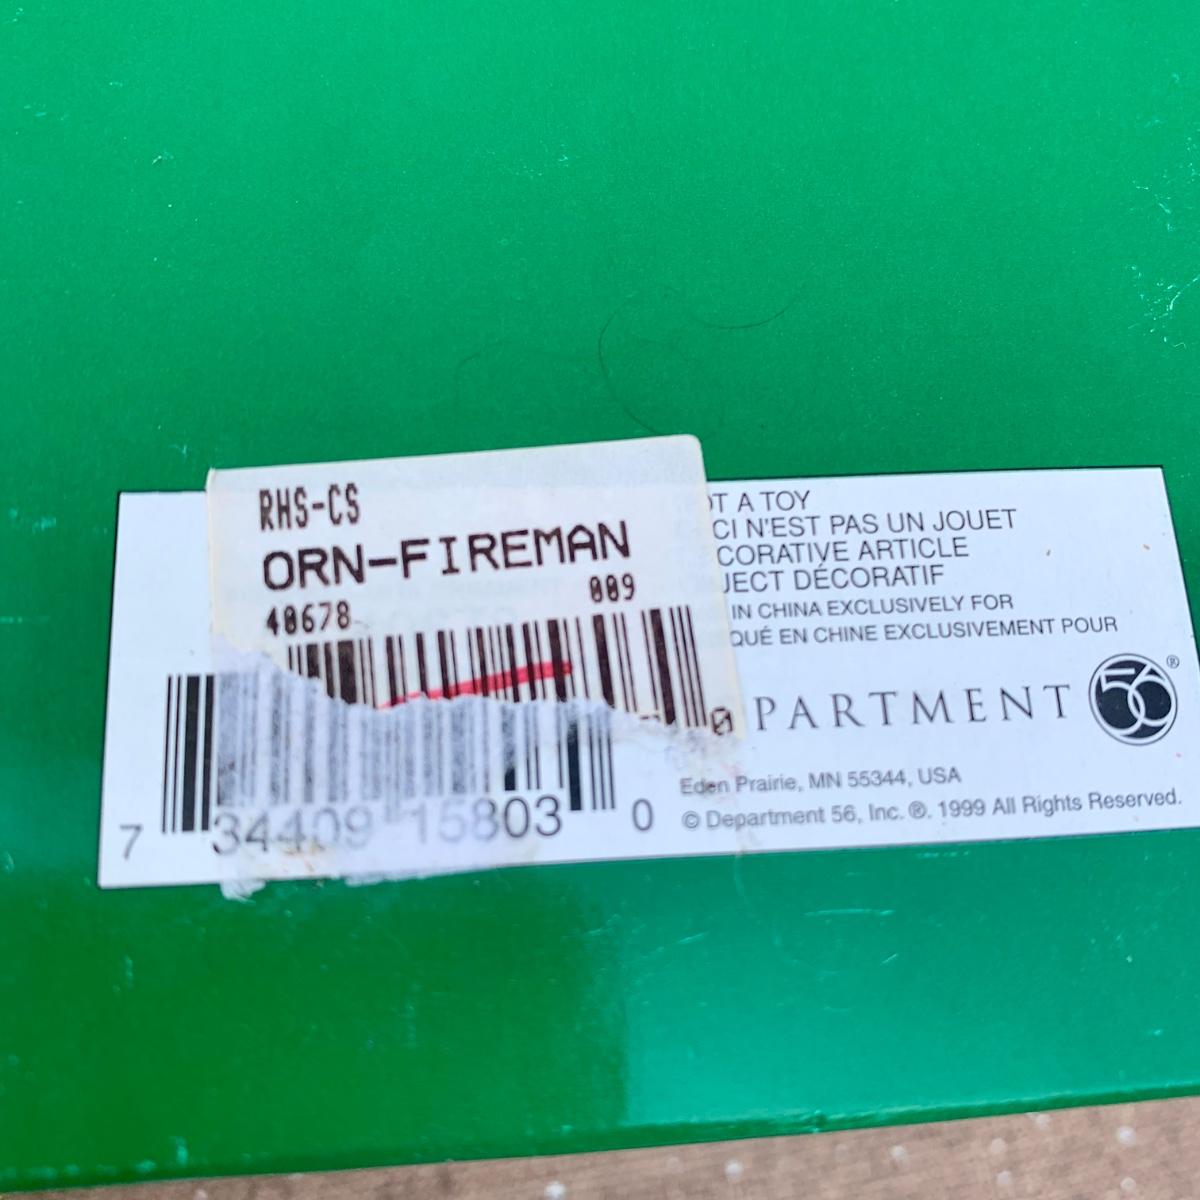 RHS-CS
ORN-FIREMAN
40678 009
0
7 34409 15803 0
OT A TOY
CI N'EST PAS UN JOUET
CORATIVE ARTICLE
JECT DÉCORATIF
IN CHINA EXCLUSIVELY FOR
QUÉ EN CHINE EXCLUSIVEMENT POUR
PARTMENT 56®
Eden Prairie, MN 55344, USA
© Department 56, Inc. ®. 1999 All Rights Reserved.